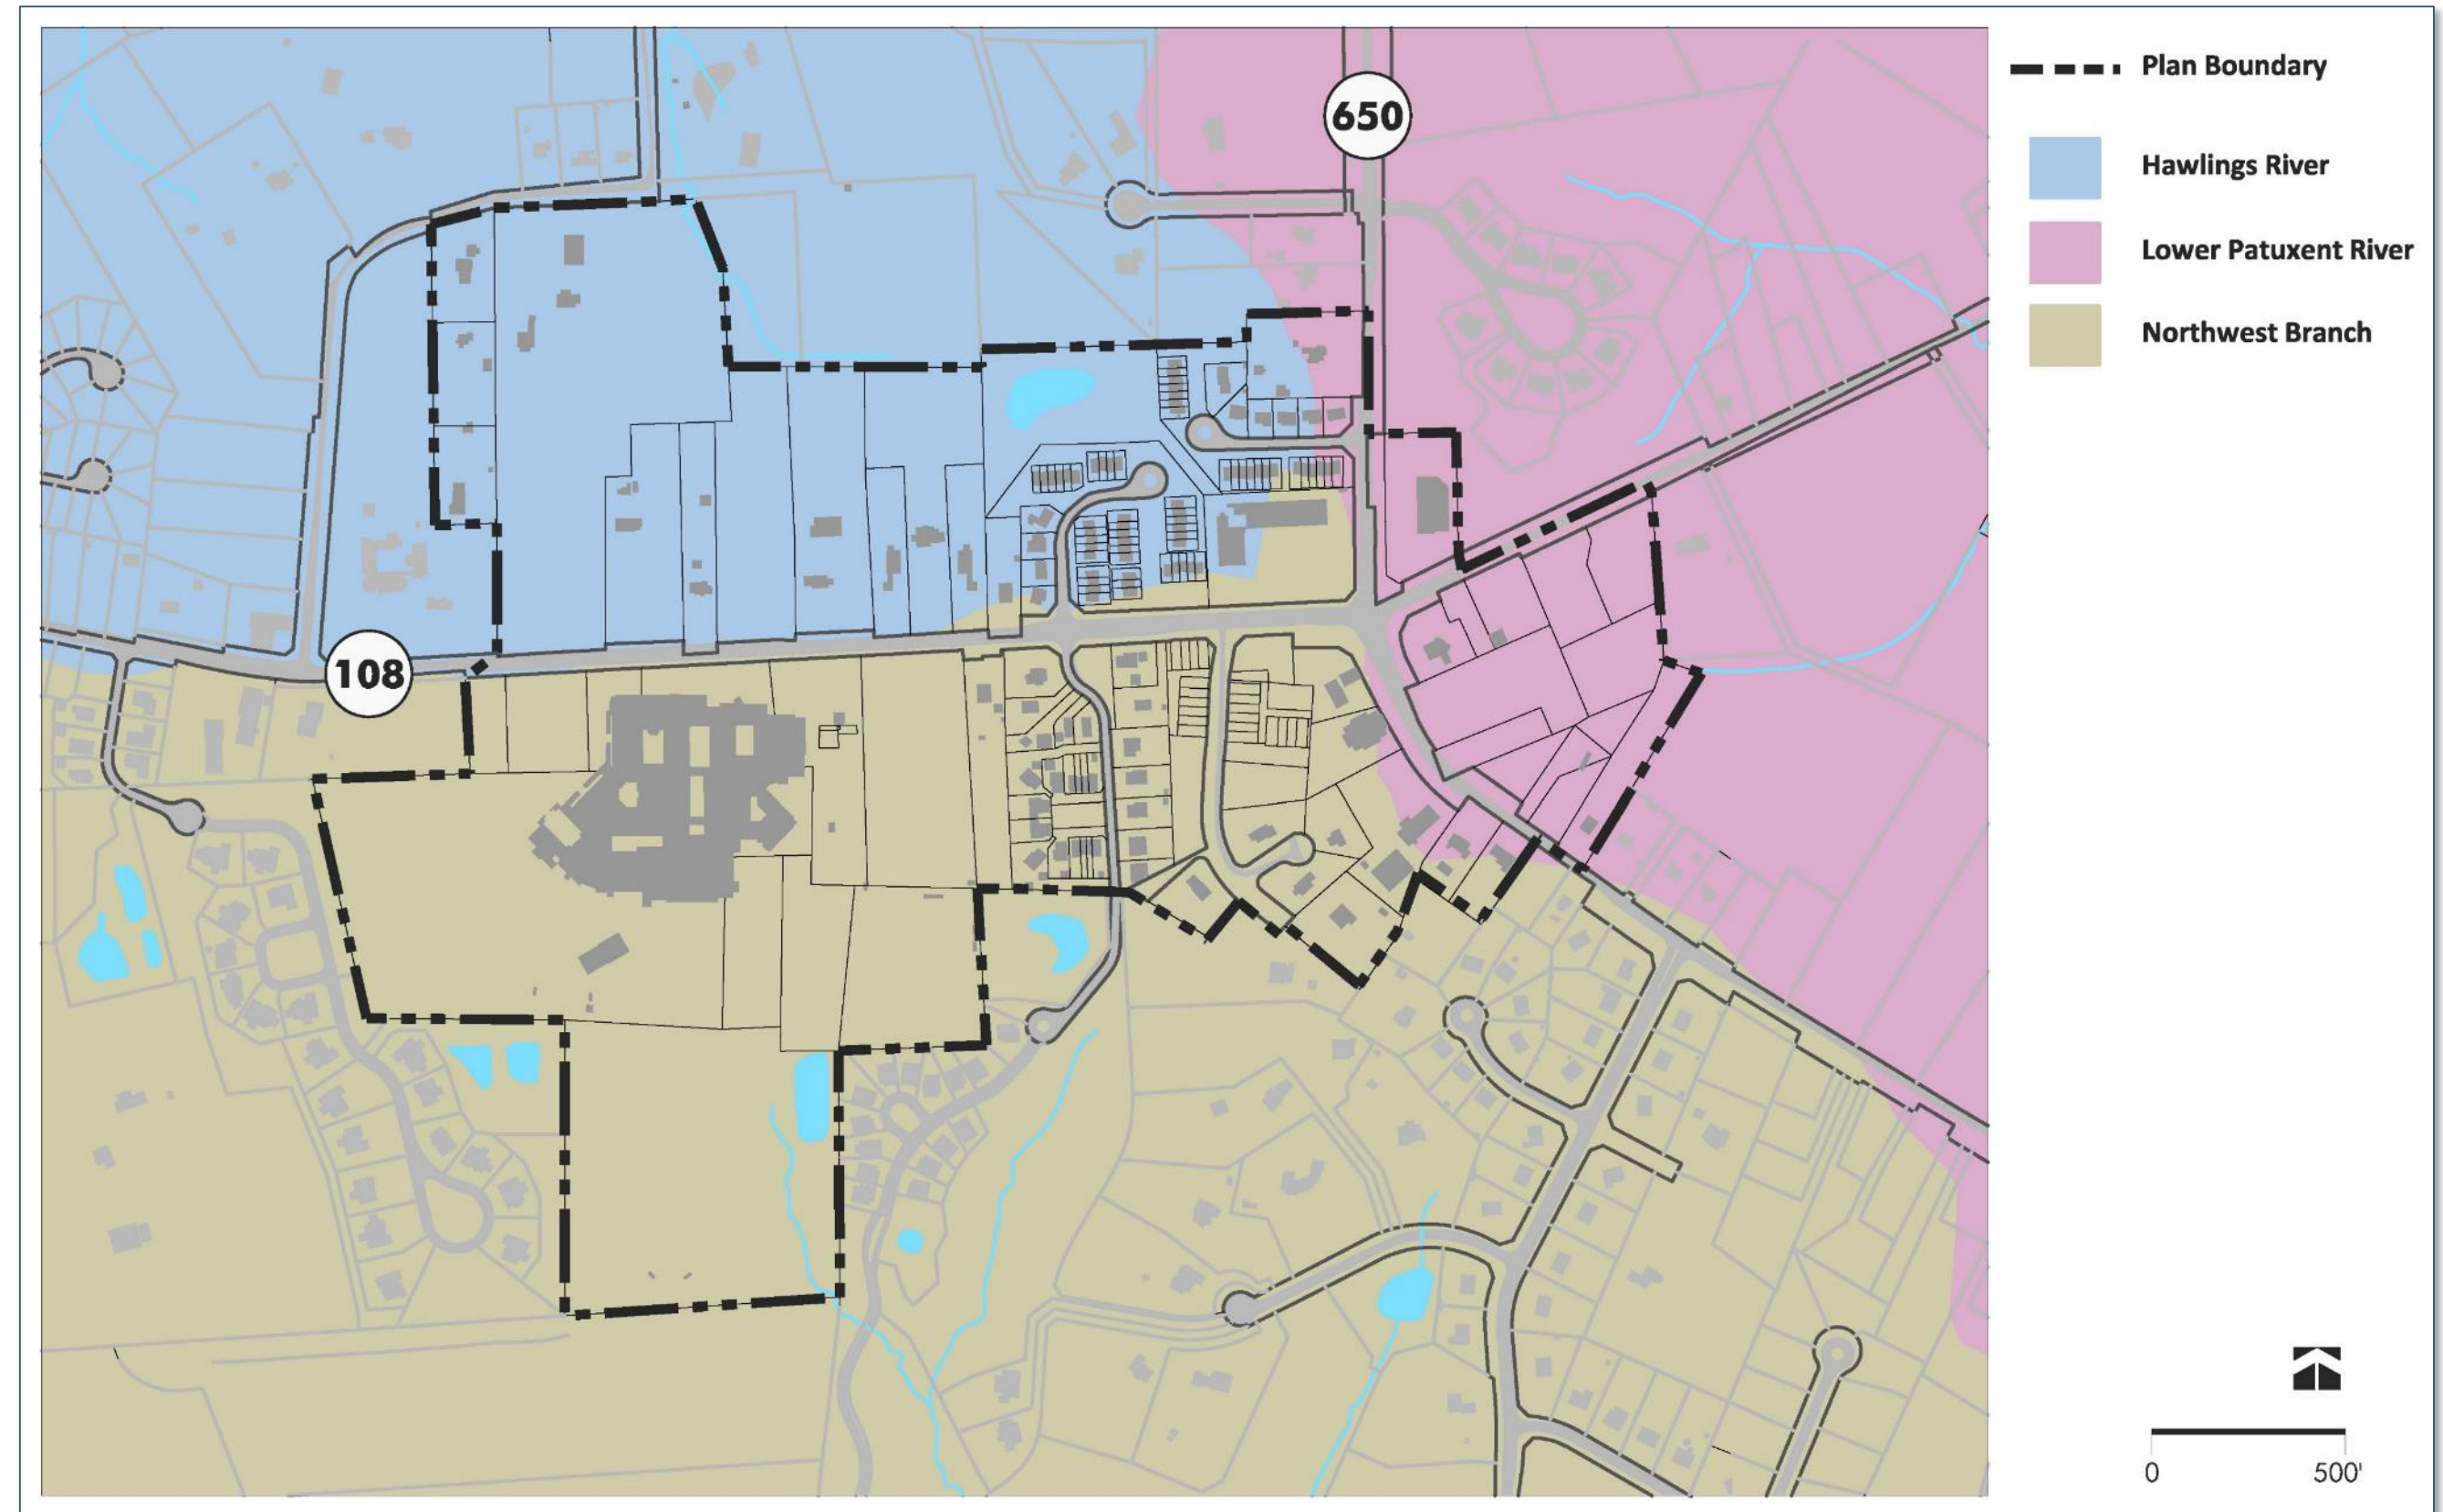 650
108
Plan Boundary
Hawlings River
Lower Patuxent River
Northwest Branch
0 500'